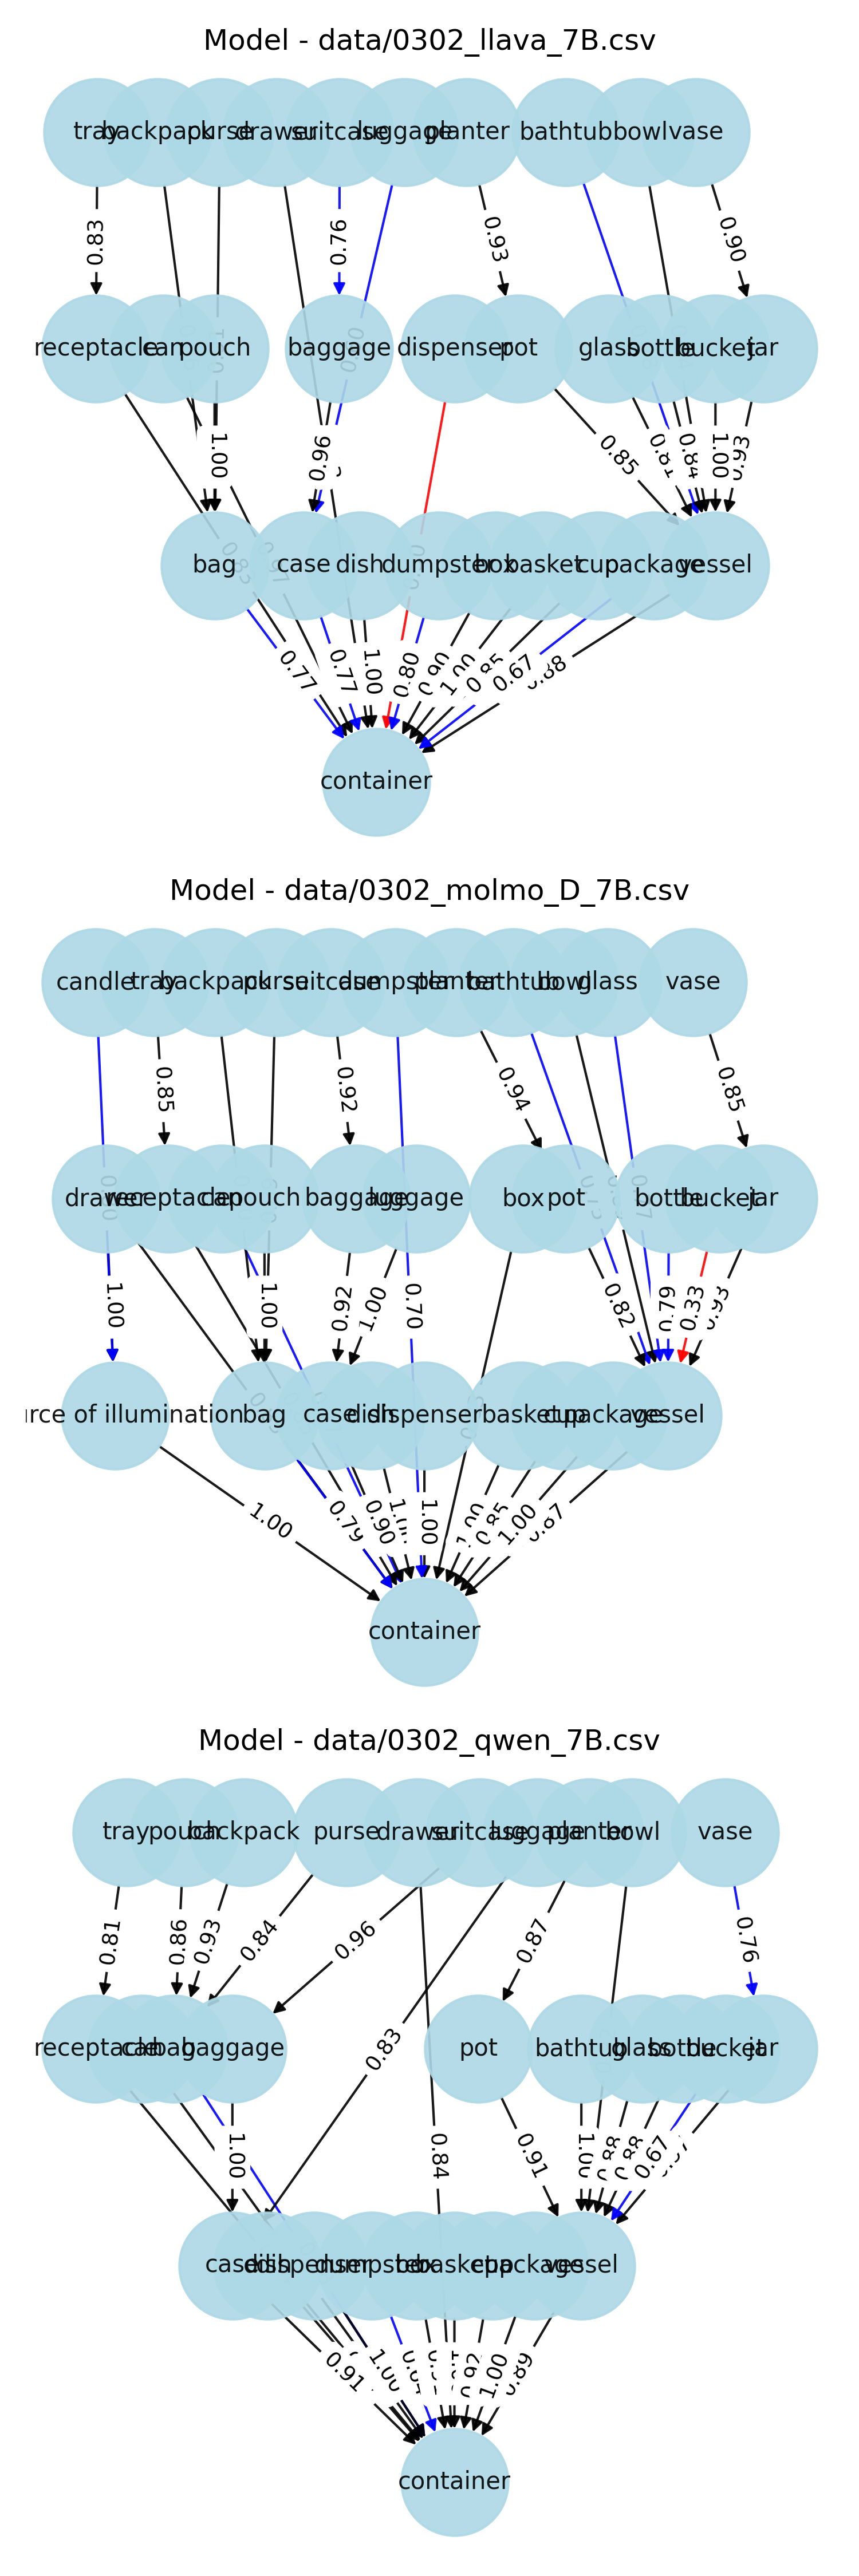 Model - data/0302_llava_7B.csv
tray backpack purse drawer suitcase luggage planter bathtub bowl vase
0.83 0.76 0.93 0.90
receptacle can pouch baggage dispenser pot glass bottle bucket jar
1.00 0.96 0.85 0.84 1.00 0.93
bag case dish dumpster box basket cup package vessel
0.83 0.97
0.77 0.77 1.00 0.80 0.90 1.00 0.85 0.67 0.88
container
Model - data/0302_molmo_D_7B.csv
candle tray backpack purse suitcase dumpster planter bathtub bowl glass vase
0.85 0.92 0.94 0.85
drawer receptacle can pouch baggage luggage box pot bottle bucket jar
1.00 1.00 0.92 1.00 0.70 0.82 0.79 0.33 0.93
rce of illumination bag case dish dispenser basket cup package vessel
1.00 0.79 0.90 1.00 1.00 0.85 1.00 0.87
container
Model - data/0302_qwen_7B.csv
tray pouch backpack purse drawer suitcase luggage planter bowl vase
0.81 0.86 0.93 0.84 0.96 0.87 0.76
receptacle can bag baggage pot bathtub glass bottle bucket jar
0.83
1.00 0.84 0.91 1.00 0.88 0.88 0.67
case dish dispenser dumpster box basket cup package vessel
0.91 1.00 0.92 1.00 0.89
container